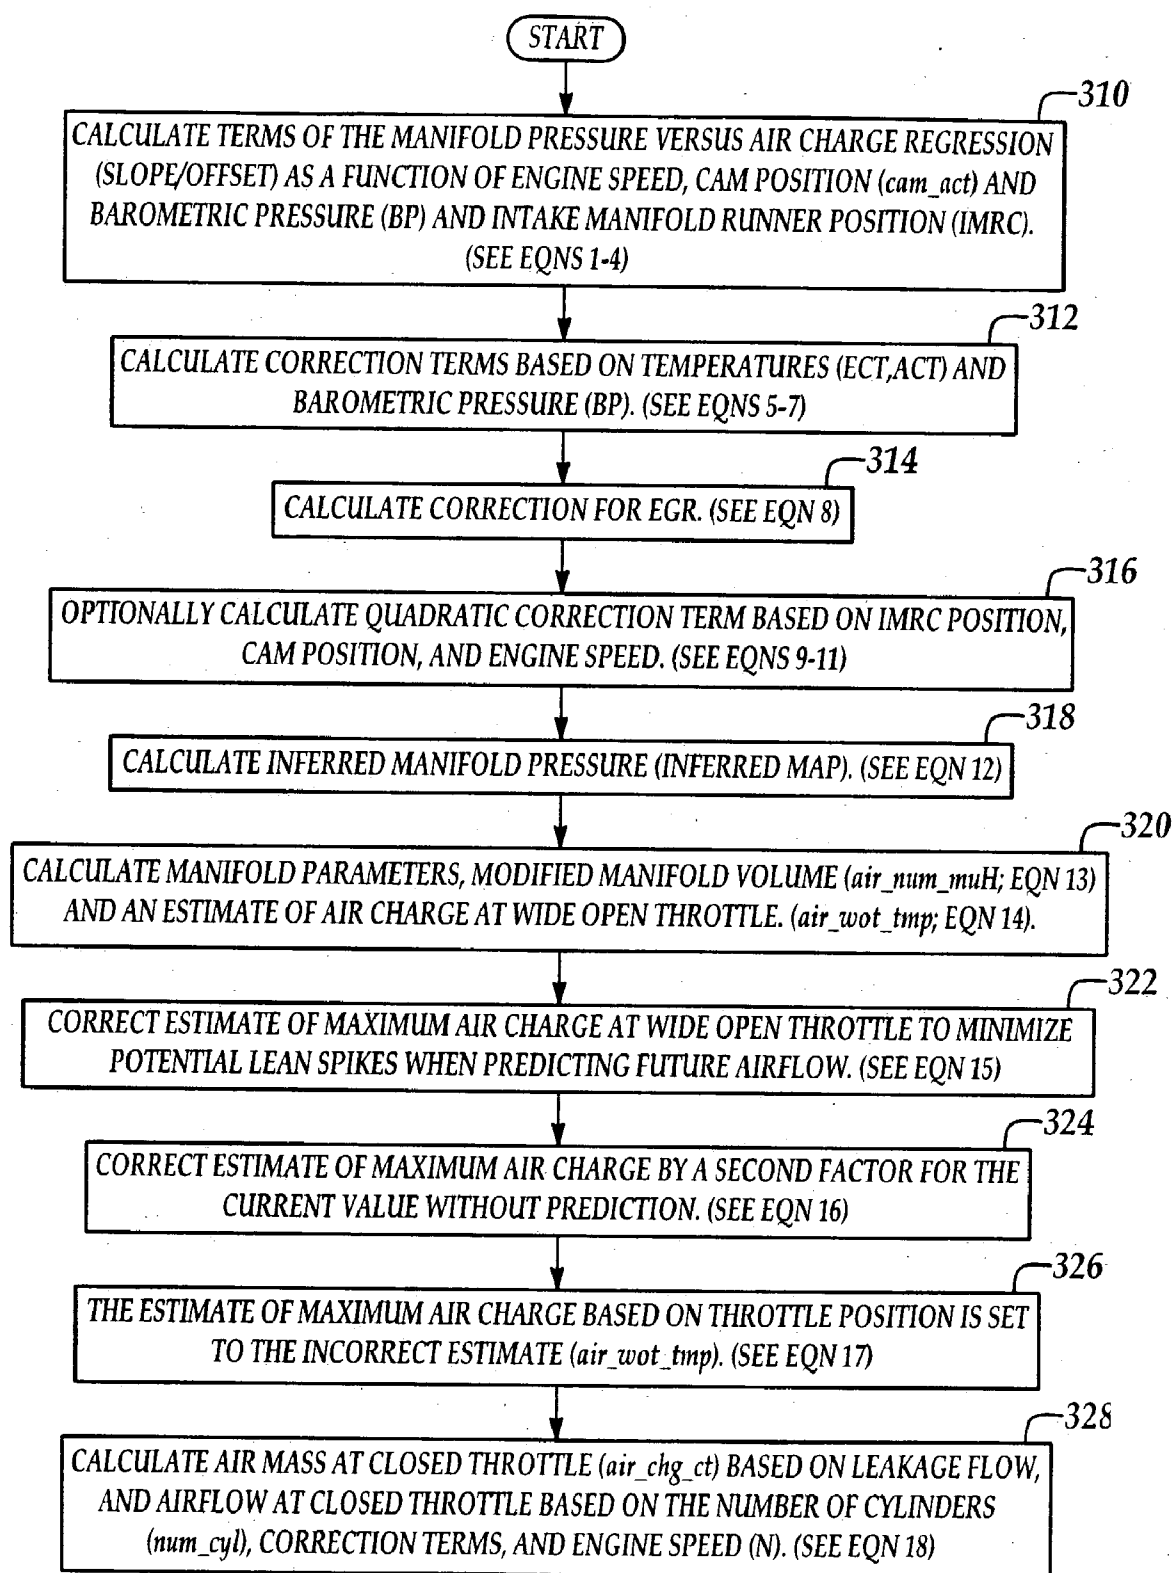 START
310
CALCULATE TERMS OF THE MANIFOLD PRESSURE VERSUS AIR CHARGE REGRESSION
(SLOPE/OFFSET) AS A FUNCTION OF ENGINE SPEED, CAM POSITION (cam_act) AND
BAROMETRIC PRESSURE (BP) AND INTAKE MANIFOLD RUNNER POSITION (IMRC).
(SEE EQNS 1-4)
312
CALCULATE CORRECTION TERMS BASED ON TEMPERATURES (ECT,ACT) AND
BAROMETRIC PRESSURE (BP). (SEE EQNS 5-7)
314
CALCULATE CORRECTION FOR EGR. (SEE EQN 8)
316
OPTIONALLY CALCULATE QUADRATIC CORRECTION TERM BASED ON IMRC POSITION,
CAM POSITION, AND ENGINE SPEED. (SEE EQNS 9-11)
318
CALCULATE INFERRED MANIFOLD PRESSURE (INFERRED MAP). (SEE EQN 12)
320
CALCULATE MANIFOLD PARAMETERS, MODIFIED MANIFOLD VOLUME (air_num_muH; EQN 13)
AND AN ESTIMATE OF AIR CHARGE AT WIDE OPEN THROTTLE. (air_wot_tmp; EQN 14).
322
CORRECT ESTIMATE OF MAXIMUM AIR CHARGE AT WIDE OPEN THROTTLE TO MINIMIZE
POTENTIAL LEAN SPIKES WHEN PREDICTING FUTURE AIRFLOW. (SEE EQN 15)
324
CORRECT ESTIMATE OF MAXIMUM AIR CHARGE BY A SECOND FACTOR FOR THE
CURRENT VALUE WITHOUT PREDICTION. (SEE EQN 16)
326
THE ESTIMATE OF MAXIMUM AIR CHARGE BASED ON THROTTLE POSITION IS SET
TO THE INCORRECT ESTIMATE (air_wot_tmp). (SEE EQN 17)
328
CALCULATE AIR MASS AT CLOSED THROTTLE (air_chg_ct) BASED ON LEAKAGE FLOW,
AND AIRFLOW AT CLOSED THROTTLE BASED ON THE NUMBER OF CYLINDERS
(num_cyl), CORRECTION TERMS, AND ENGINE SPEED (N). (SEE EQN 18)